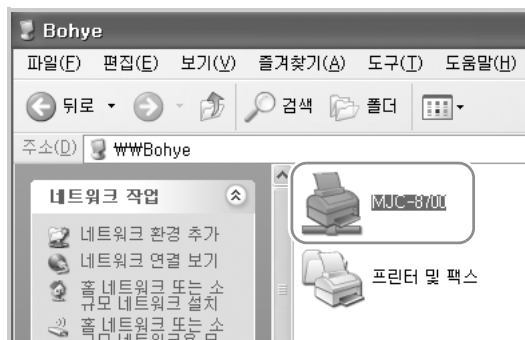 Bohye
파일(F) 편집(E) 보기(V) 즐겨찾기(A) 도구(T) 도움말(H)
뒤로 검색 폴더
주소(D) ₩₩Bohye
네트워크 작업
네트워크 환경 추가
네트워크 연결 보기
홈 네트워크 또는 소
규모 네트워크 설치
홈 네트워크 또는 소
MJC-8700
프린터 및 팩스